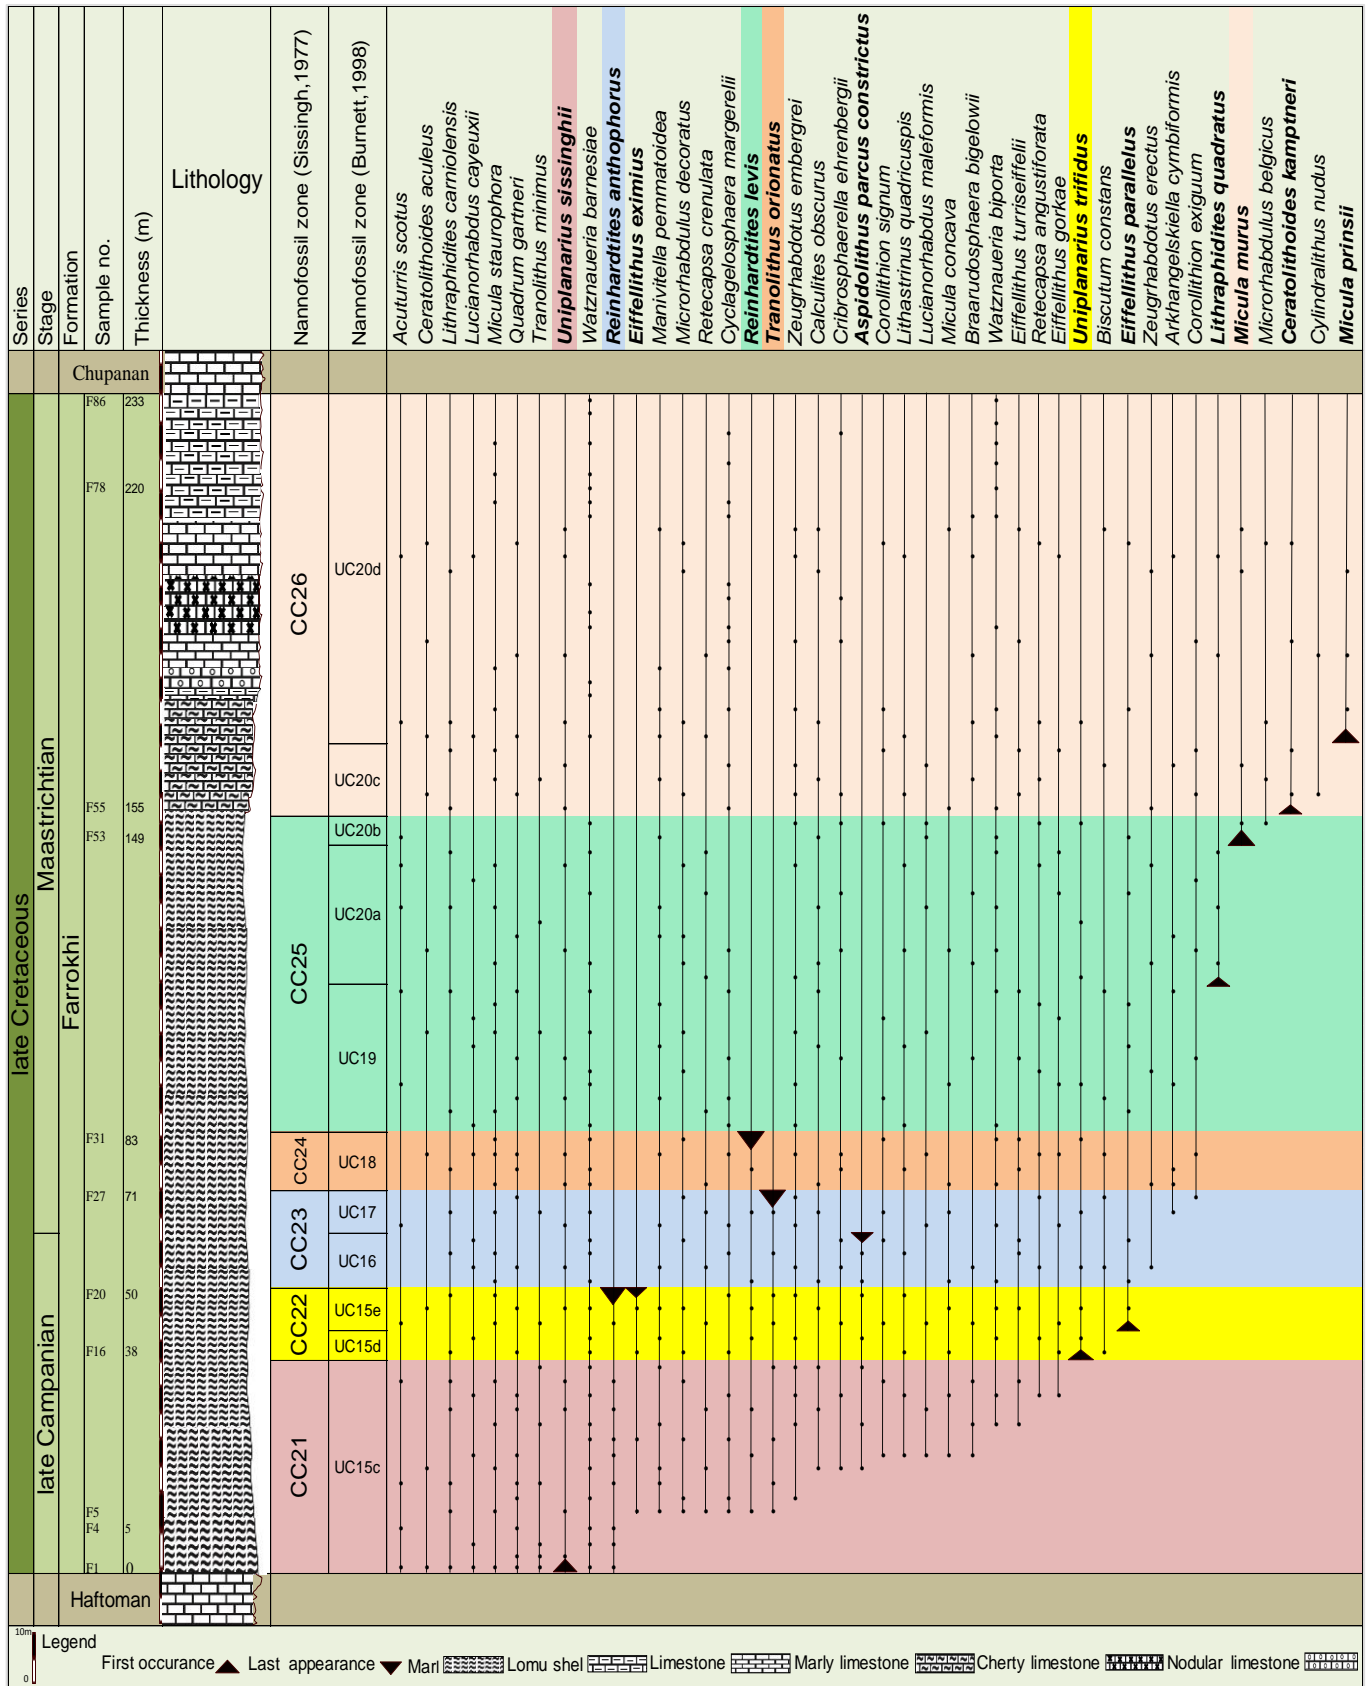 Series
Stage
Formation
Sample no.
Thickness (m)
Lithology
Nannofossil zone (Sissingh,1977)
Nannofossil zone (Burnett,1998)
Acuturris scotus
Ceratolithoides aculeus
Lithraphidites carniolensis
Lucianorhabodus cayeuxii
Micula staurophora
Quadrum gartneri
Tranolithus minimus
Uniplanarius sissinghii
Watznaueria barnesiae
Reinhardtites anthophorus
Eiffellithus eximius
Manivitella pemmatoidea
Microrhabdulus decoratus
Retecapsa crenulata
Cyclagelosphaera margerelii
Reinhardtites levis
Tranolithus orionatus
Zeugrhabdotus embergrei
Calculites obscurus
Cribrosphaerella ehrenbergii
Aspidolithus parcus constrictus
Corollithion signum
Lithastrinus quadricuspis
Lucianorhabdus maleformis
Micula concava
Braarudosphaera bigelowii
Watznaueria biporta
Eiffellithus turriseiffelii
Retecapsa angustiforata
Eiffellithus gorkae
Uniplanarius trifidus
Biscutum constans
Eiffellithus parallelus
Zeugrhabdotus erectus
Arkhangelskiella cymbiformis
Corollithion exiguum
Lithraphidites quadratus
Micula murus
Microrhabdulus belgicus
Ceratolithoides kamptneri
Cylindralithus nudus
Micula prinsii
Chupanan
F86 233
F78 220
UC20d
CC26
Maastrichtian
UC20c
F55 155
UC20b
F53 149
UC20a
CC25
Farrokhi
late Cretaceous
UC19
F31 83
CC24
UC18
F27 71
UC17
CC23
UC16
F20 50
UC15e
CC22
UC15d
F16 38
late Campanian
CC21
UC15c
F5
F4 5
F1 0
Haftoman
10m
0
Legend
First occurance Last appearance Marl Lomu shel Limestone Marly limestone Cherty limestone Nodular limestone